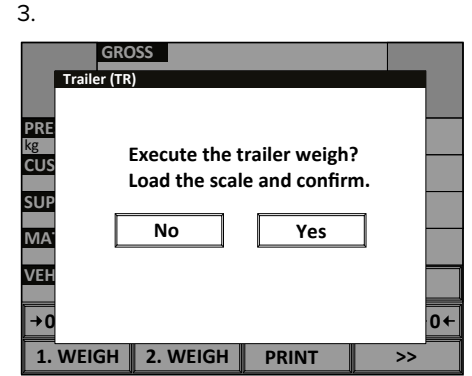 3.
GROSS
Trailer (TR)
PRE
kg
CUS
SUP
MA
VEH
Execute the trailer weigh?
Load the scale and confirm.
No Yes
→0 0←
1. WEIGH 2. WEIGH PRINT >>